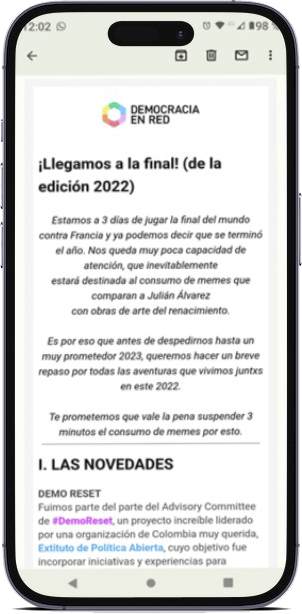 12:02
98
DEMOCRACIA
EN RED
¡Llegamos a la final! (de la
edición 2022)
Estamos a 3 días de jugar la final del mundo
contra Francia y ya podemos decir que se terminó
el año. Nos queda muy poca capacidad de
atención, que inevitablemente
estará destinada al consumo de memes que
comparan a Julián Álvarez
con obras de arte del renacimiento.
Es por eso que antes de despedirnos hasta un
muy prometedor 2023, queremos hacer un breve
repaso por todas las aventuras que vivimos juntxs
en este 2022.
Te prometemos que vale la pena suspender 3
minutos el consumo de memes por esto.
I. LAS NOVEDADES
DEMO RESET
Fuimos parte del parte del Advisory Committee
de #DemoReset, un proyecto increíble liderado
por una organización de Colombia muy querida,
Extituto de Política Abierta, cuyo objetivo fue
incorporar iniciativas y experiencias para